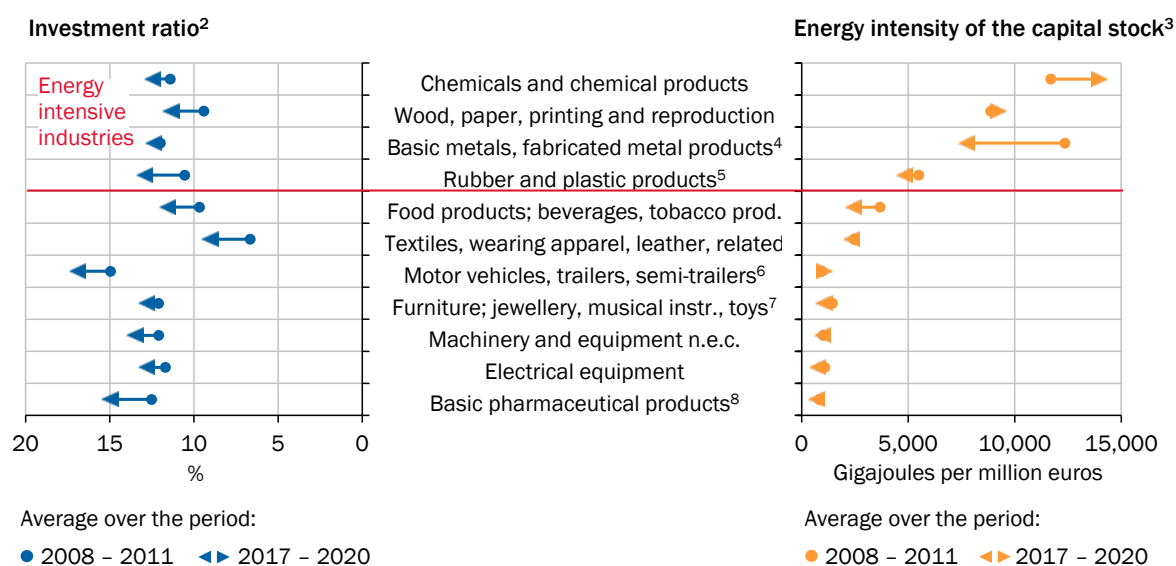 Investment ratio²
Energy intensity of the capital stock³
Energy
intensive
industries
Chemicals and chemical products
Wood, paper, printing and reproduction
Basic metals, fabricated metal products⁴
Rubber and plastic products⁵
Food products; beverages, tobacco prod.
Textiles, wearing apparel, leather, related
Motor vehicles, trailers, semi-trailers⁶
Furniture; jewellery, musical instr., toys⁷
Machinery and equipment n.e.c.
Electrical equipment
Basic pharmaceutical products⁸
20 15 10 5 0
%
0 5,000 10,000 15,000
Gigajoules per million euros
Average over the period:
2008 – 2011 2017 – 2020
Average over the period:
2008 – 2011 2017 – 2020